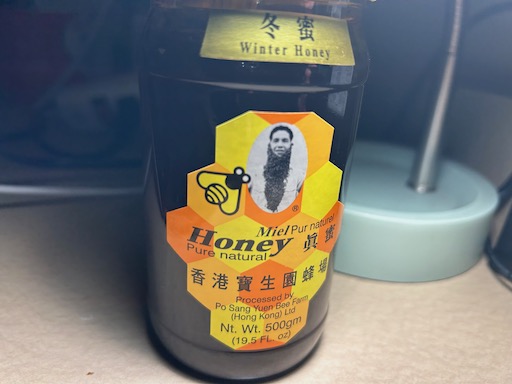 冬蜜
Winter Honey
®
Miel Pur naturel
Honey 真蜜
Pure natural
香港寶生園蜂場
Processed by
Po Sang Yuen Bee Farm
(Hong Kong) Ltd
Nt. Wt. 500gm
(19.5 FL. oz)